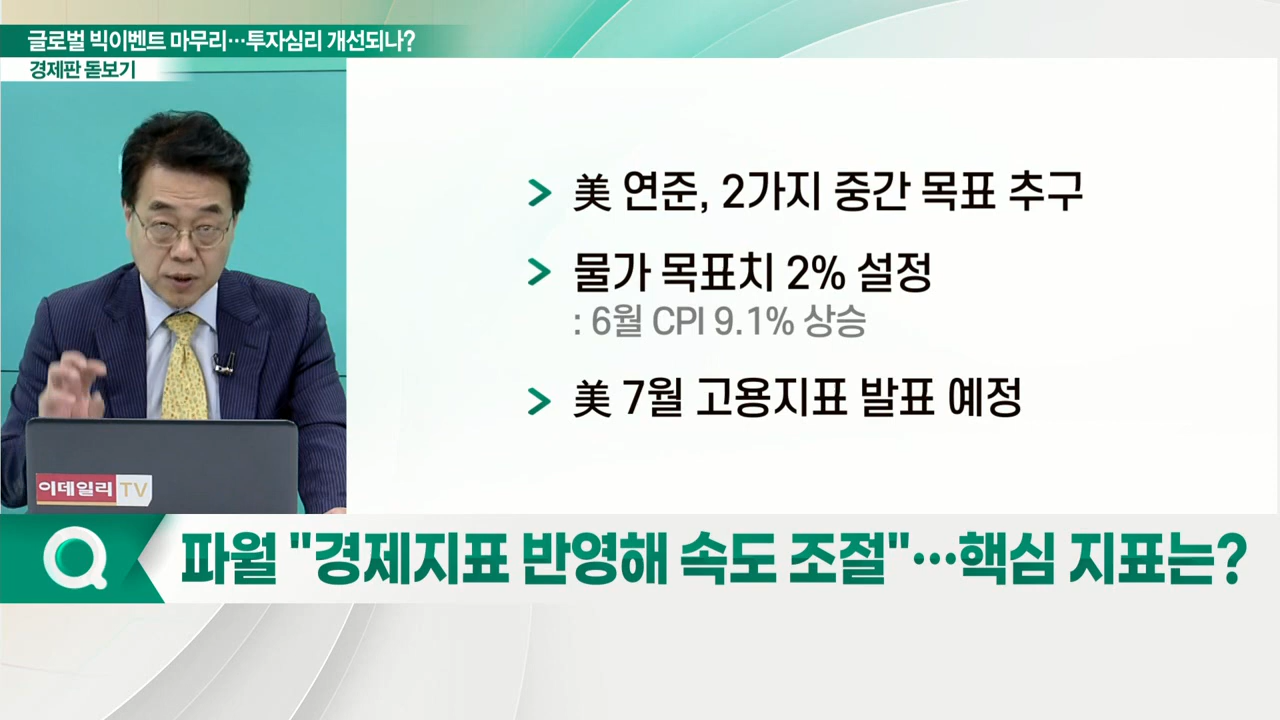 글로벌 빅이벤트 마무리…투자심리 개선되나?
경제판 돋보기
> 美 연준, 2가지 중간 목표 추구
> 물가 목표치 2% 설정
: 6월 CPI 9.1% 상승
> 美 7월 고용지표 발표 예정
이데일리 TV
Q 파월 "경제지표 반영해 속도 조절"…핵심 지표는?